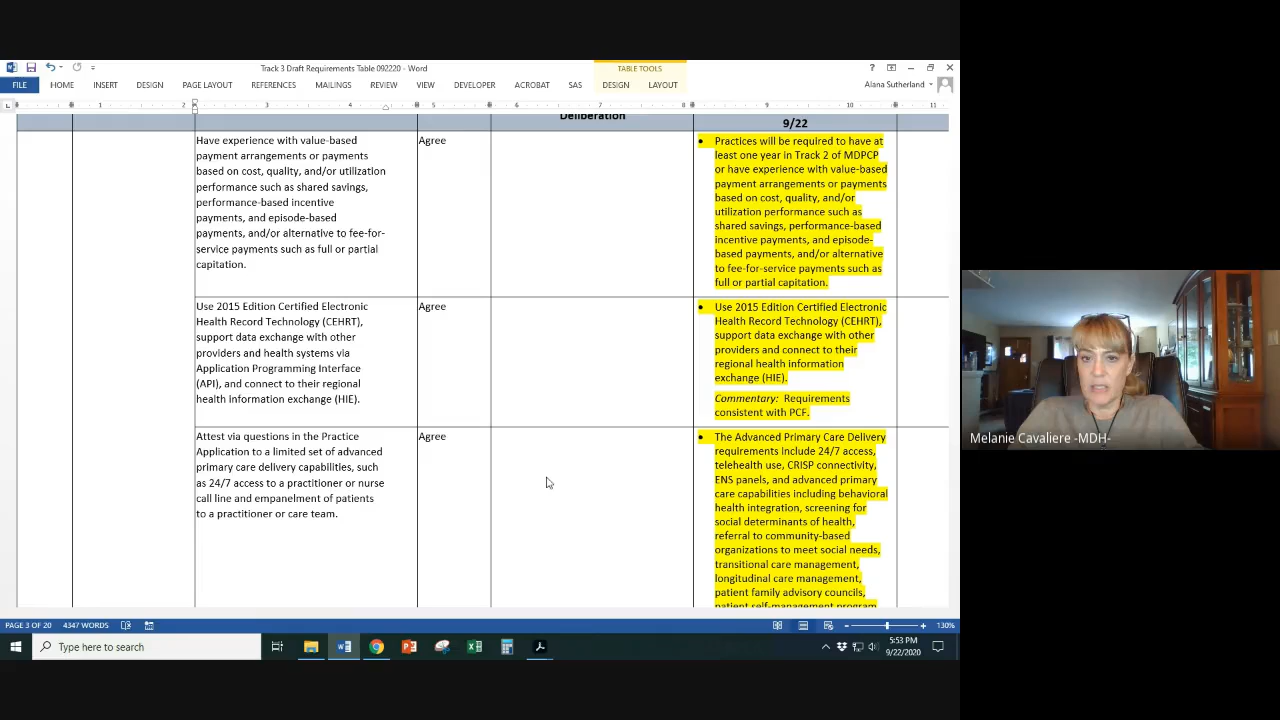 Track 3 Draft Requirements Table 092220 - Word
TABLE TOOLS
FILE
HOME
INSERT
DESIGN
PAGE LAYOUT
REFERENCES
MAILINGS
REVIEW
VIEW
DEVELOPER
ACROBAT
SAS
DESIGN
LAYOUT
Alana Sutherland
2 3 4 5 6 7 8 9 10 11
Deliberation
9/22
Have experience with value-based
payment arrangements or payments
based on cost, quality, and/or utilization
performance such as shared savings,
performance-based incentive
payments, and episode-based
payments, and/or alternative to fee-for-
service payments such as full or partial
capitation.
Agree
• Practices will be required to have at
least one year in Track 2 of MDPCP
or have experience with value-based
payment arrangements or payments
based on cost, quality, and/or
utilization performance such as
shared savings, performance-based
incentive payments, and episode-
based payments, and/or alternative
to fee-for-service payments such as
full or partial capitation.
Use 2015 Edition Certified Electronic
Health Record Technology (CEHRT),
support data exchange with other
providers and health systems via
Application Programming Interface
(API), and connect to their regional
health information exchange (HIE).
Agree
• Use 2015 Edition Certified Electronic
Health Record Technology (CEHRT),
support data exchange with other
providers and connect to their
regional health information
exchange (HIE).
Commentary: Requirements
consistent with PCF.
Attest via questions in the Practice
Application to a limited set of advanced
primary care delivery capabilities, such
as 24/7 access to a practitioner or nurse
call line and empanelment of patients
to a practitioner or care team.
Agree
• The Advanced Primary Care Delivery
requirements include 24/7 access,
telehealth use, CRISP connectivity,
ENS panels, and advanced primary
care capabilities including behavioral
health integration, screening for
social determinants of health,
referral to community-based
organizations to meet social needs,
transitional care management,
longitudinal care management,
patient family advisory councils,
patient self-management program
Melanie Cavaliere -MDH-
PAGE 3 OF 20
4347 WORDS
130%
Type here to search
5:53 PM
9/22/2020